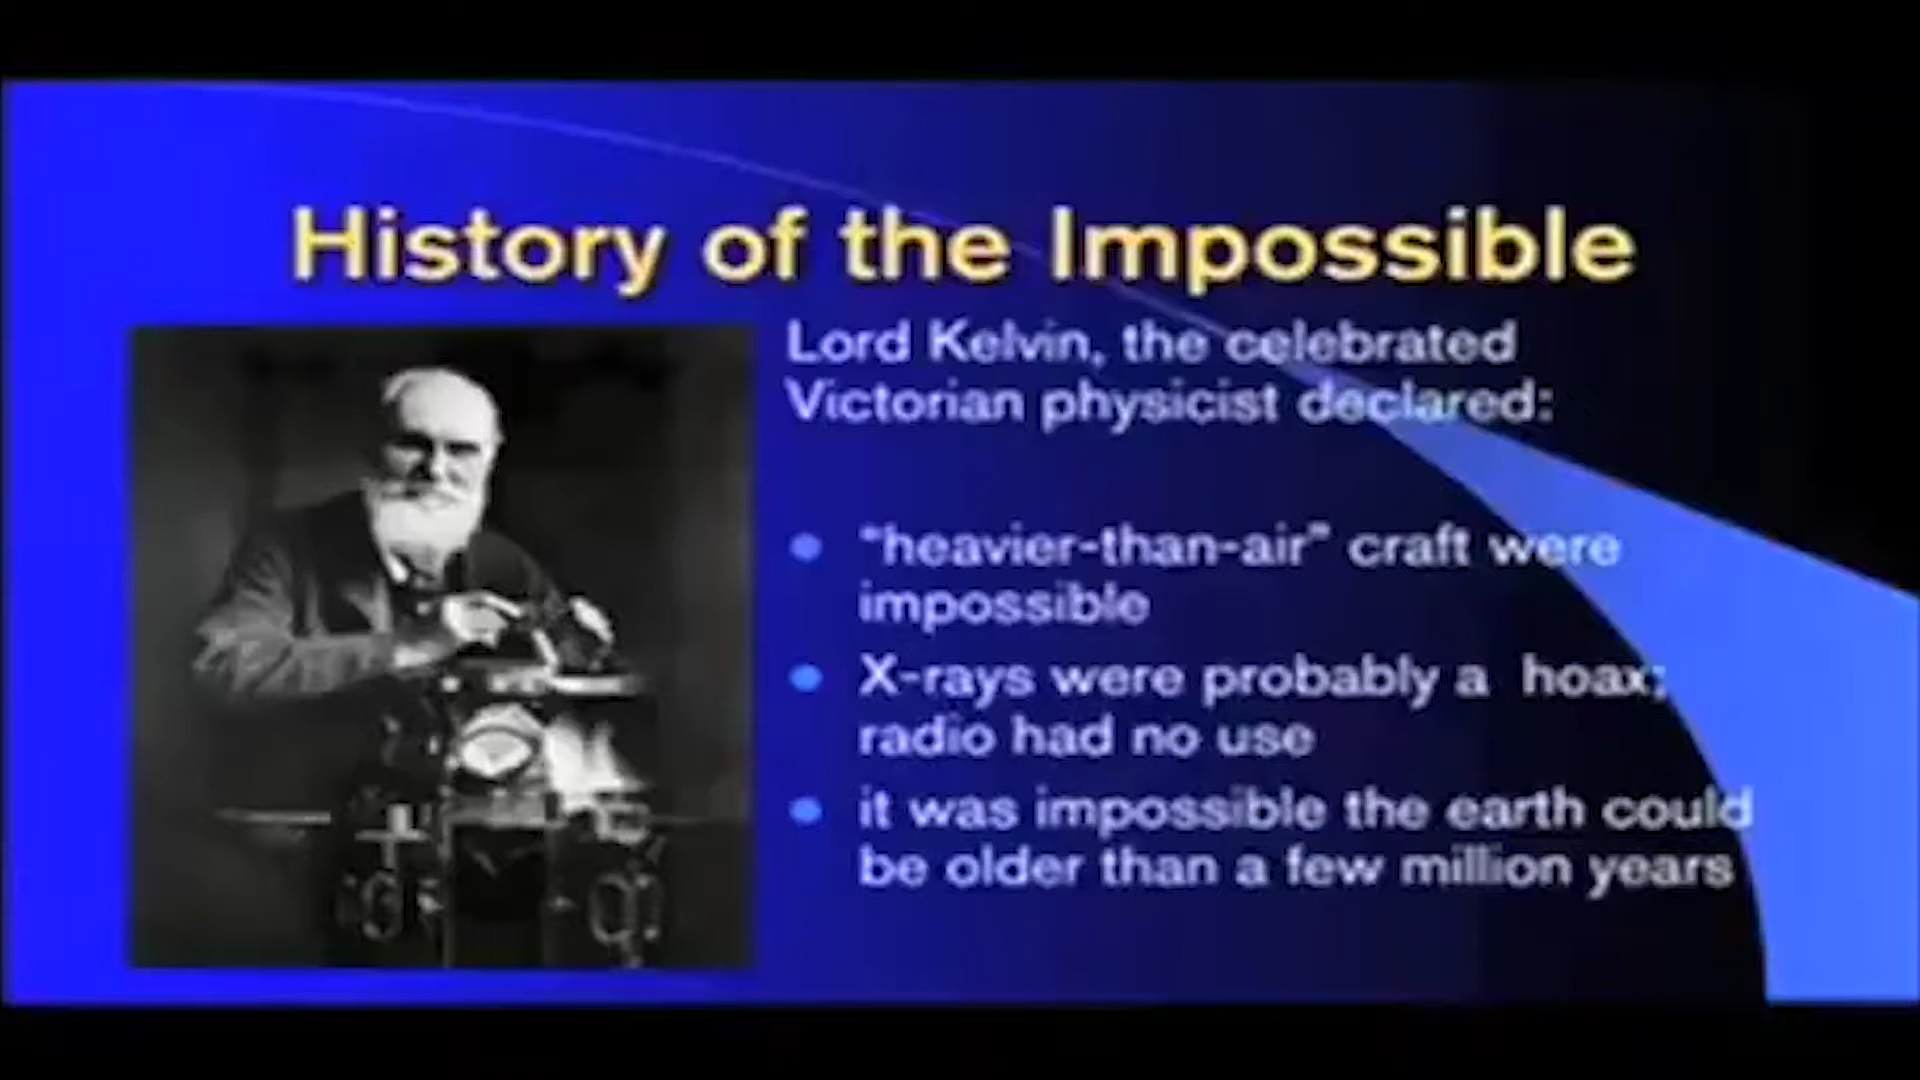 History of the Impossible
Lord Kelvin, the celebrated
Victorian physicist declared:
"heavier-than-air" craft were
impossible
X-rays were probably a hoax;
radio had no use
it was impossible the earth could
be older than a few million years